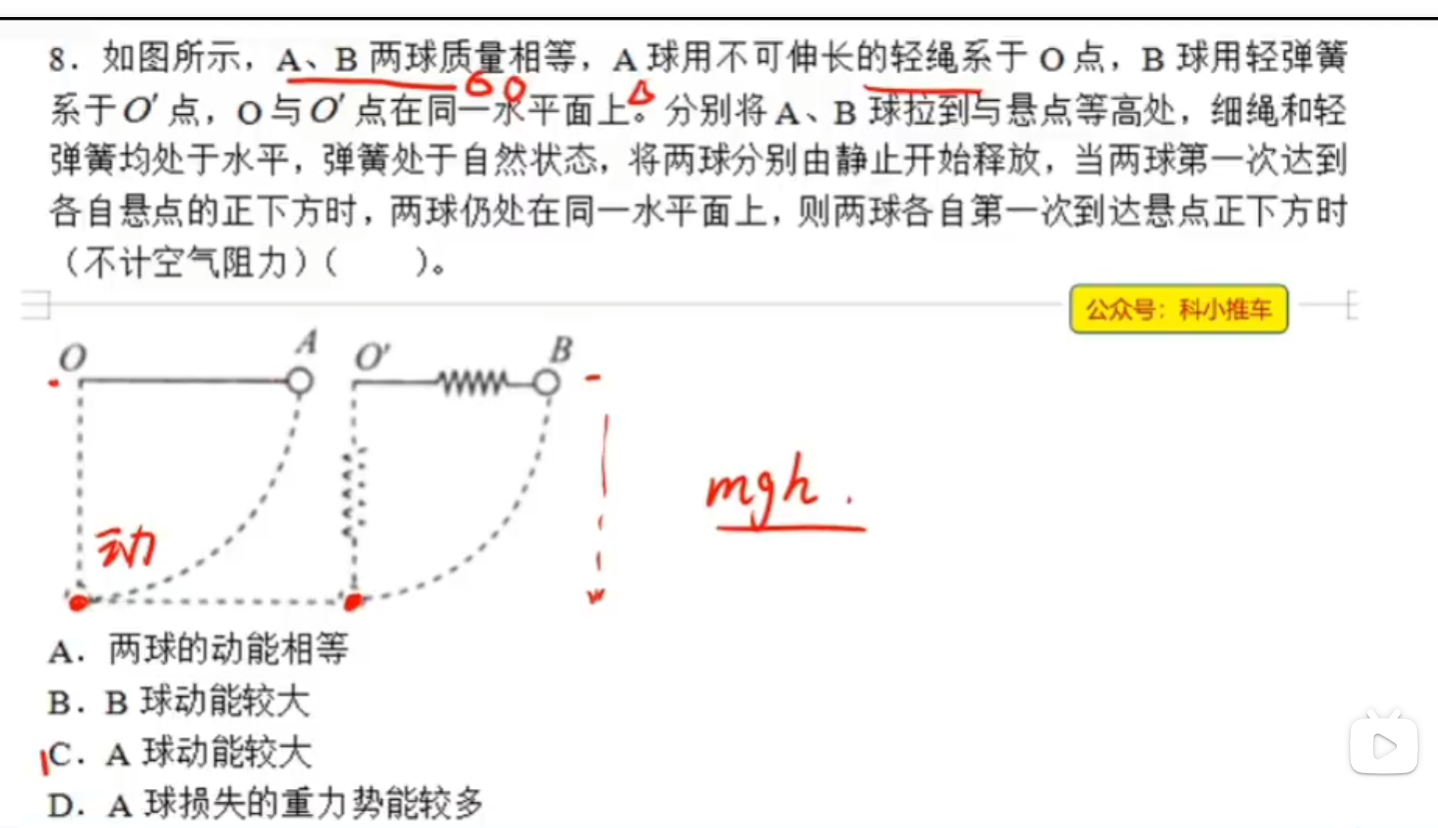 8．如图所示，A、B 两球质量相等，A 球用不可伸长的轻绳系于 O 点，B 球用轻弹簧
系于 O′ 点，O 与 O′ 点在同一水平面上。分别将 A、B 球拉到与悬点等高处，细绳和轻
弹簧均处于水平，弹簧处于自然状态，将两球分别由静止开始释放，当两球第一次达到
各自悬点的正下方时，两球仍处在同一水平面上，则两球各自第一次到达悬点正下方时
（不计空气阻力）（　　）。
公众号：科小推车
O A O′ B
mgh .
动
A．两球的动能相等
B．B 球动能较大
C．A 球动能较大
D．A 球损失的重力势能较多